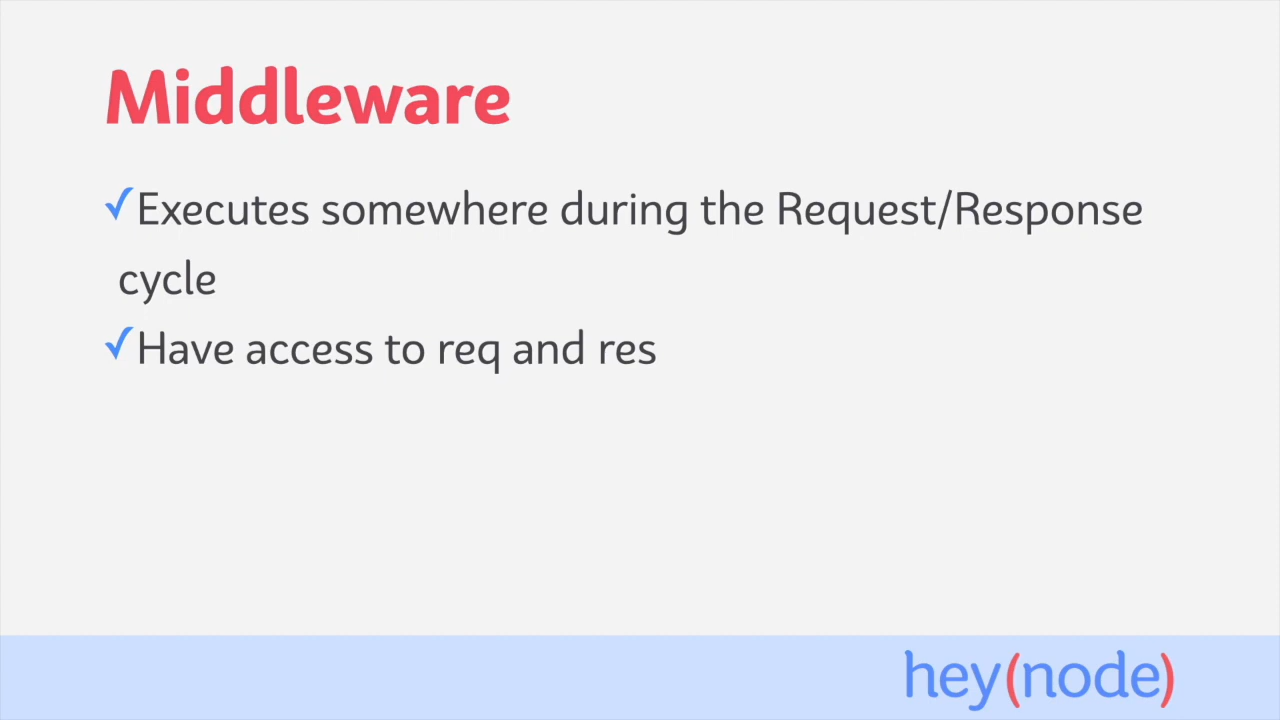 Middleware
✓Executes somewhere during the Request/Response
cycle
✓Have access to req and res
hey(node)